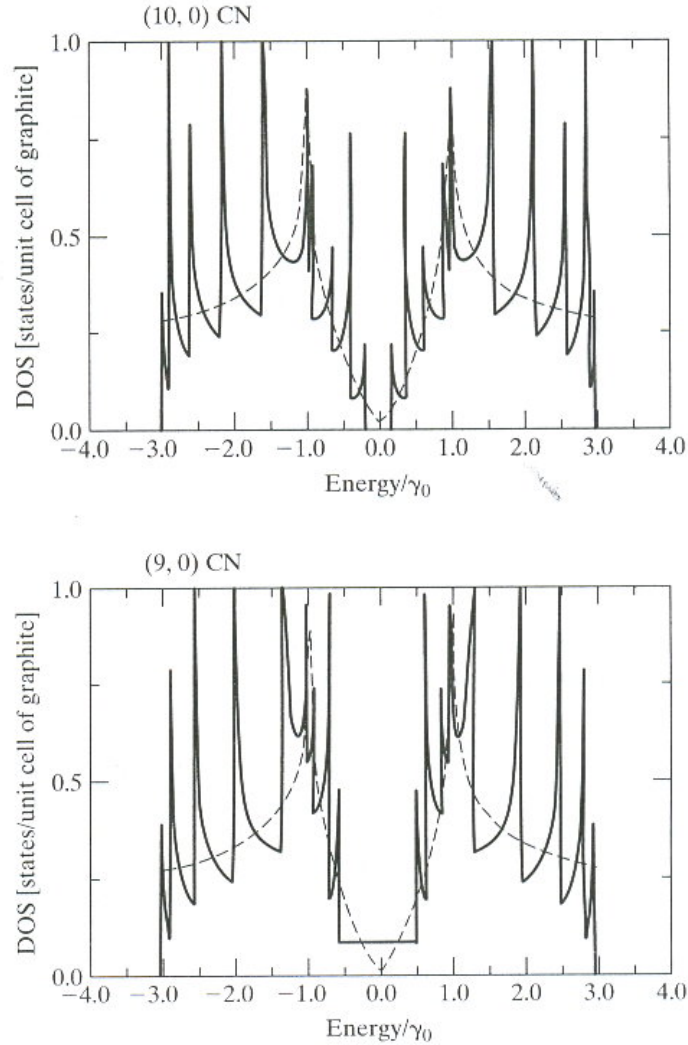 (10, 0) CN
DOS [states/unit cell of graphite]
1.0
0.5
0.0
−4.0 −3.0 −2.0 −1.0 0.0 1.0 2.0 3.0 4.0
Energy/γ₀
(9, 0) CN
DOS [states/unit cell of graphite]
1.0
0.5
0.0
−4.0 −3.0 −2.0 −1.0 0.0 1.0 2.0 3.0 4.0
Energy/γ₀